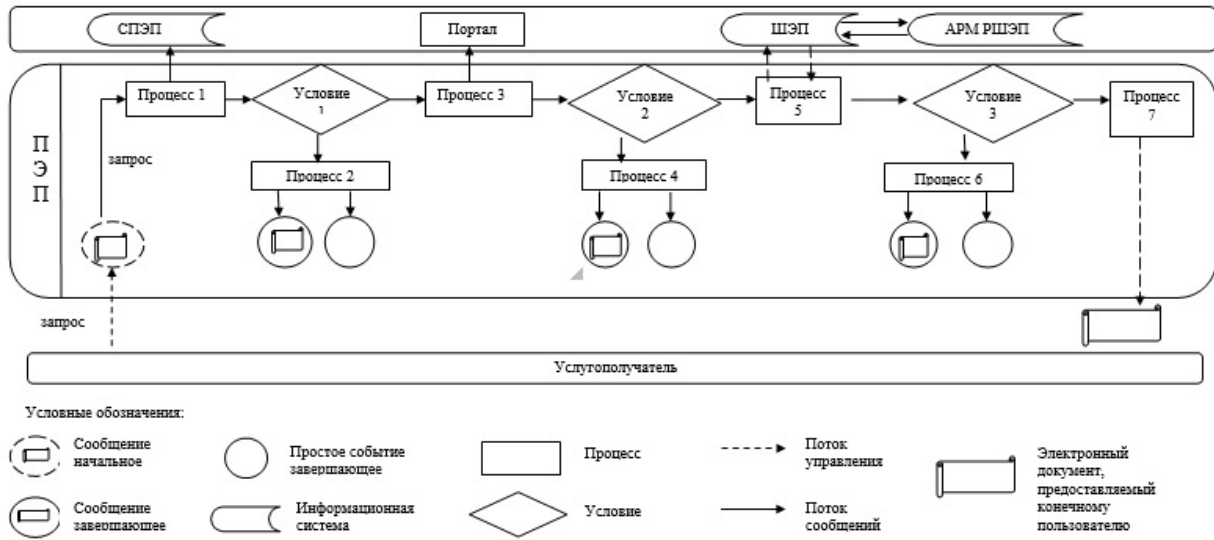 СПЭП
Портал
ШЭП
АРМ РШЭП
ПЭП
Процесс 1
Условие
1
Процесс 3
Условие
2
Процесс
5
Условие
3
Процесс
7
запрос
Процесс 2
Процесс 4
Процесс 6
запрос
Услугополучатель
Условные обозначения:
Сообщение
начальное
Простое событие
завершающее
Процесс
Поток
управления
Электронный
документ,
предоставляемый
конечному
пользователю
Сообщение
завершающее
Информационная
система
Условие
Поток
сообщений